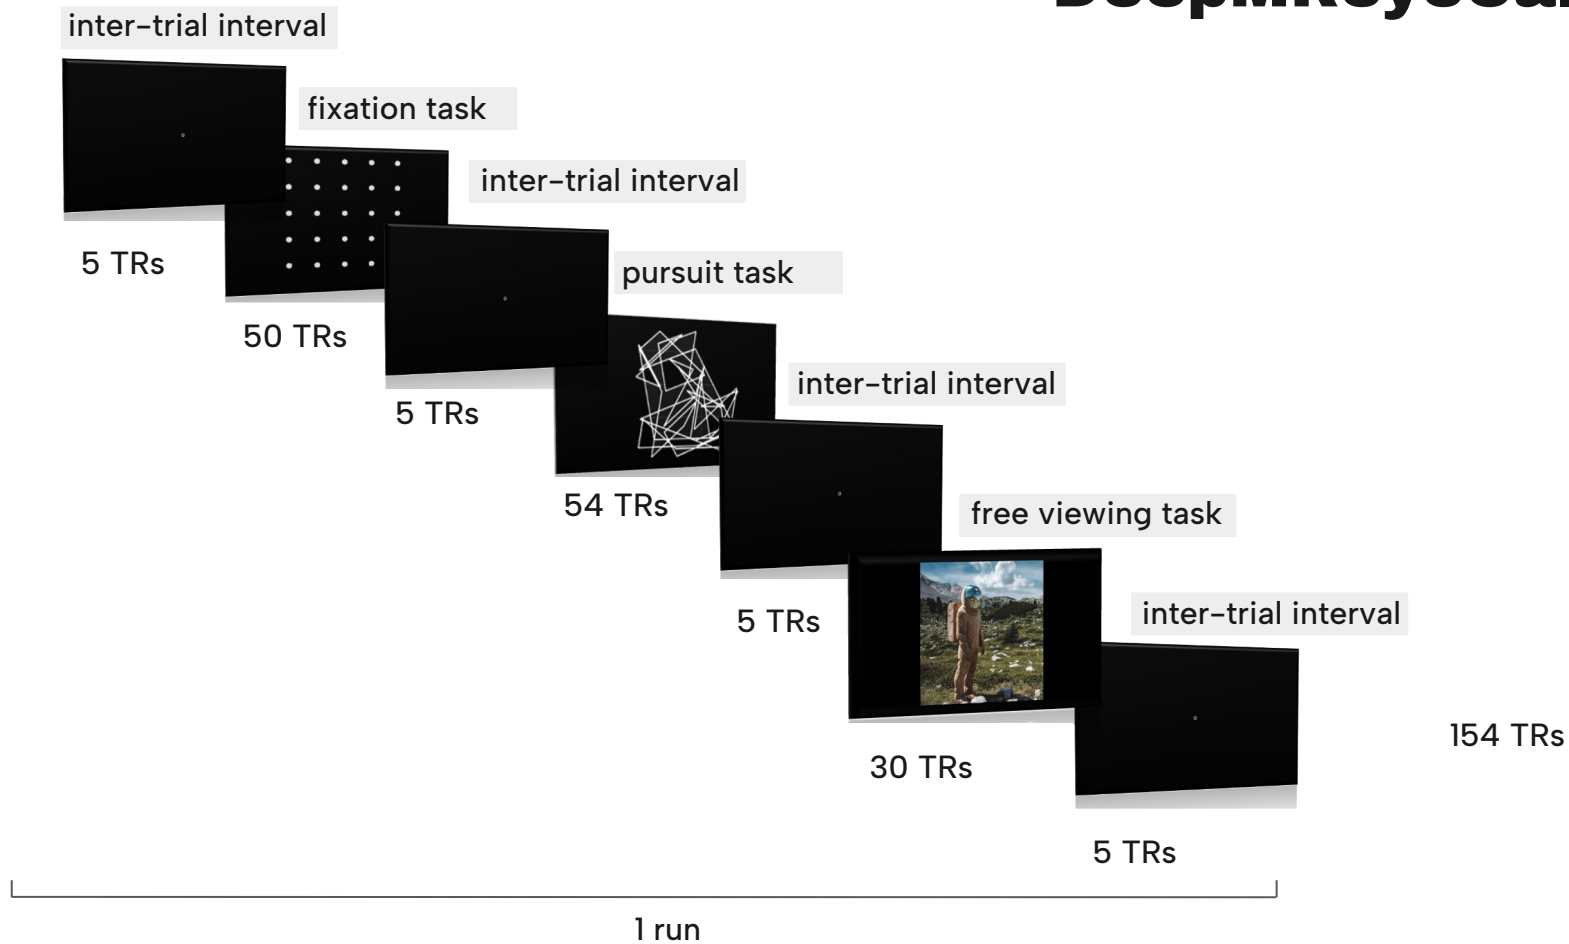 inter-trial interval
fixation task
inter-trial interval
5 TRs
pursuit task
50 TRs
inter-trial interval
5 TRs
54 TRs
free viewing task
5 TRs
inter-trial interval
154 TRs
30 TRs
5 TRs
1 run